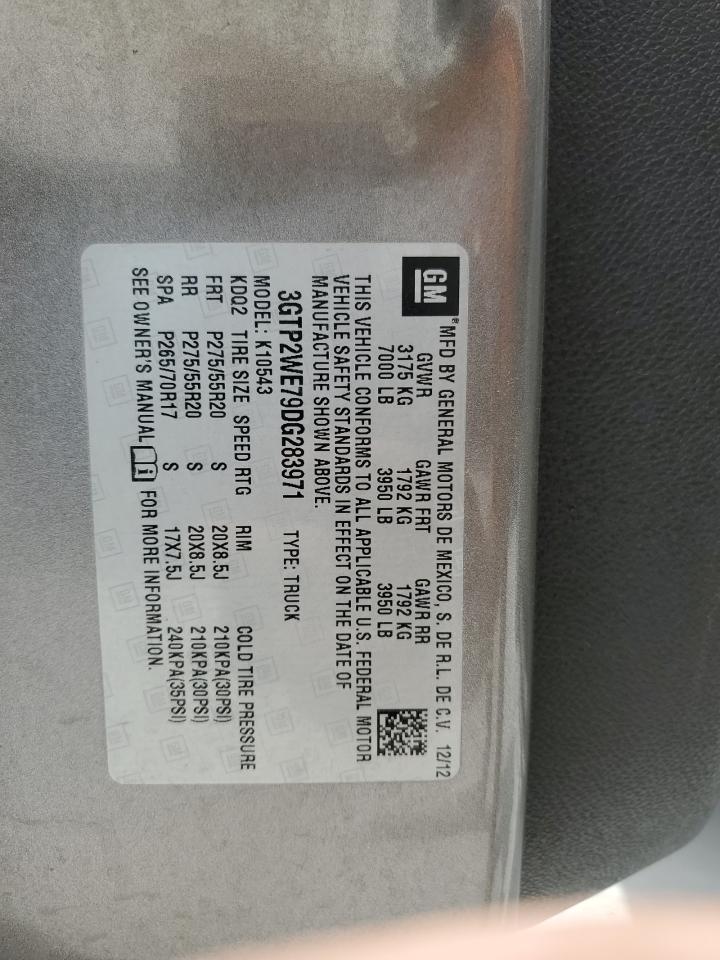 GM® MFD BY GENERAL MOTORS DE MEXICO, S. DE R.L. DE C.V. 12/12
GVWR GAWR FRT GAWR RR
3175 KG 1792 KG 1792 KG
7000 LB 3950 LB 3950 LB
THIS VEHICLE CONFORMS TO ALL APPLICABLE U.S. FEDERAL MOTOR
VEHICLE SAFETY STANDARDS IN EFFECT ON THE DATE OF
MANUFACTURE SHOWN ABOVE.
3GTP2WE79DG283971 TYPE: TRUCK
MODEL: K10543
KDQ2 TIRE SIZE SPEED RTG RIM COLD TIRE PRESSURE
FRT P275/55R20 S 20X8.5J 210KPA(30PSI)
RR P275/55R20 S 20X8.5J 210KPA(30PSI)
SPA P265/70R17 S 17X7.5J 240KPA(35PSI)
SEE OWNER'S MANUAL i FOR MORE INFORMATION.